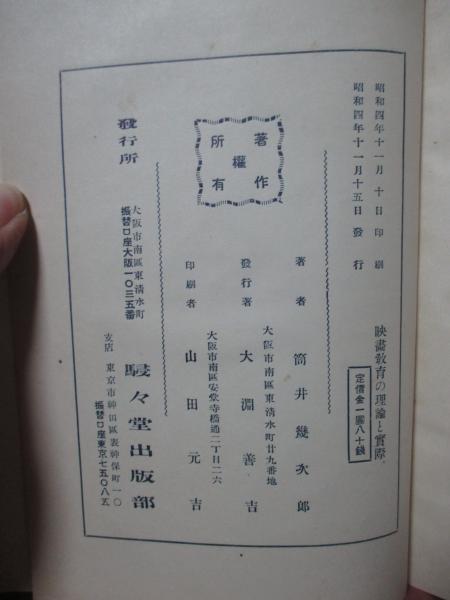 昭和四年十一月十日印刷
昭和四年十一月十五日發行
映畫教育の理論と實際
定價金一圓八十錢
著作權所有
著者 筒井幾次郎
大阪市南區東清水町廿九番地
發行者 大淵善吉
大阪市南區安堂寺橋通二丁目二六
印刷者 山田元吉
發行所
大阪市南區東清水町
振替口座大阪一〇三五番
駸々堂出版部
支店 東京市神田區表神保町一〇
振替口座東京七五〇八五